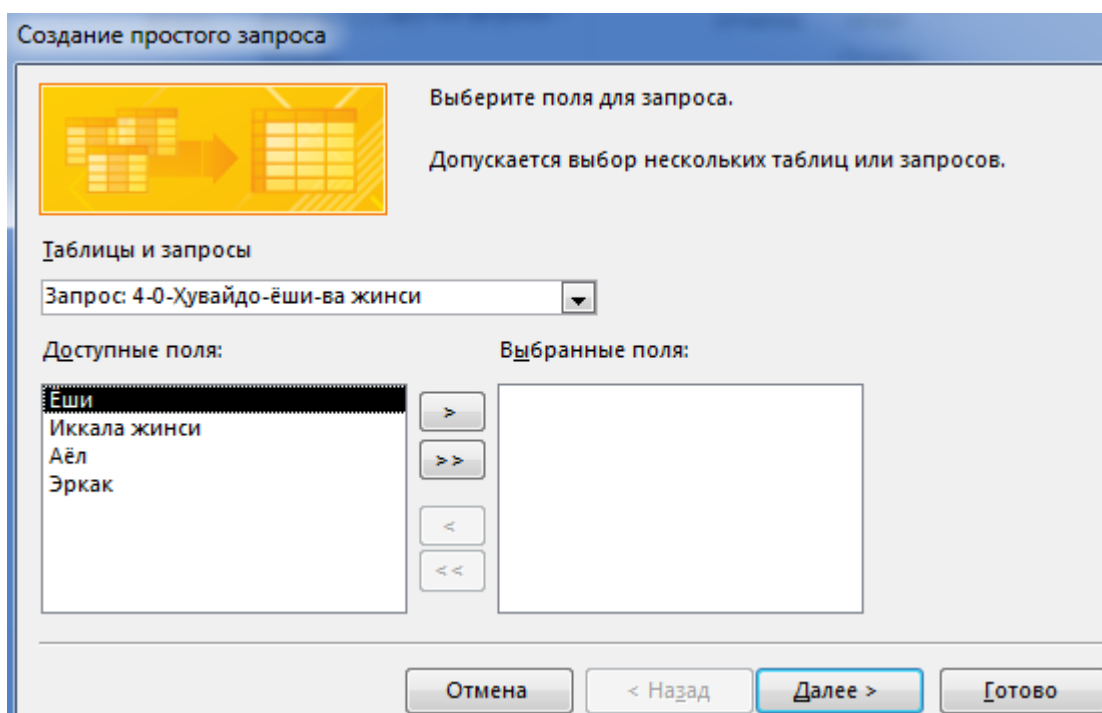 Создание простого запроса
Выберите поля для запроса.
Допускается выбор нескольких таблиц или запросов.
Таблицы и запросы
Запрос: 4-0-Ҳувайдо-ёши-ва жинси
Доступные поля:
Выбранные поля:
Ёши
Иккала жинси
Аёл
Эркак
>
>>
<
<<
Отмена
< Назад
Далее >
Готово